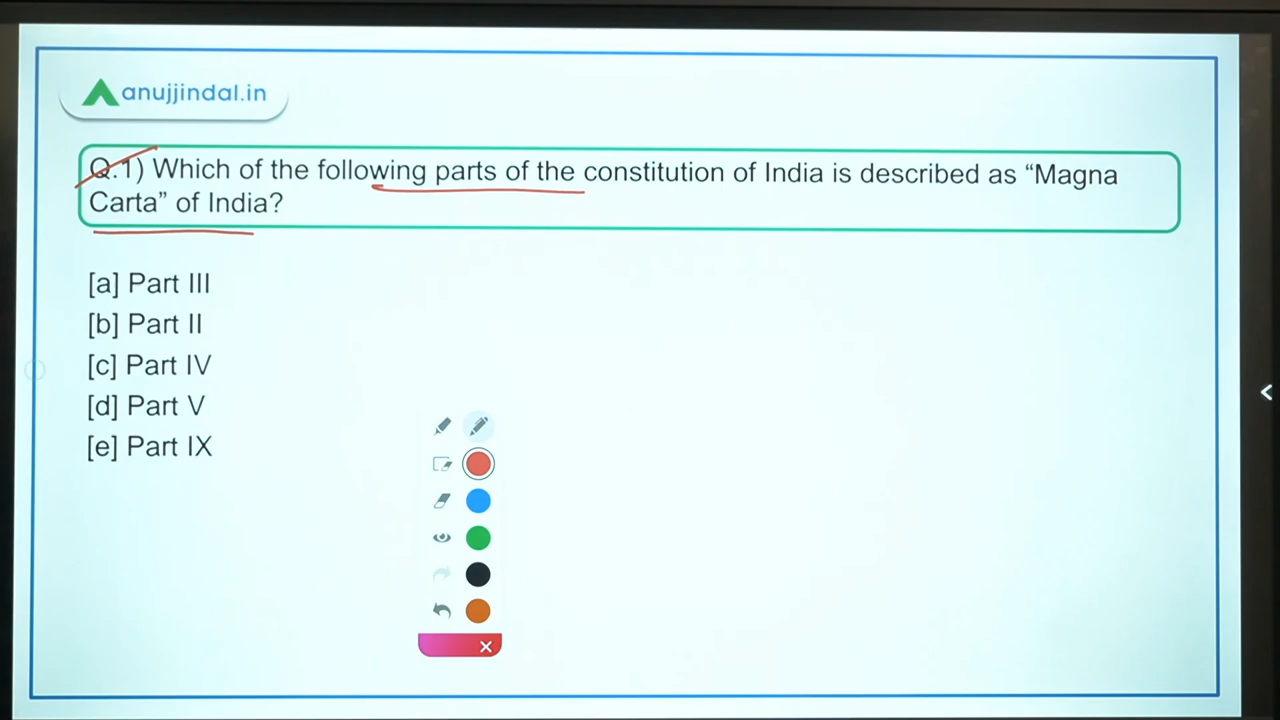 anujjindal.in
Q.1) Which of the following parts of the constitution of India is described as “Magna
Carta” of India?
[a] Part III
[b] Part II
[c] Part IV
[d] Part V
[e] Part IX